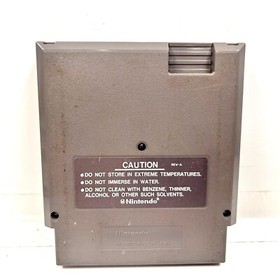 CAUTION REV-A
• DO NOT STORE IN EXTREME TEMPERATURES.
• DO NOT IMMERSE IN WATER.
• DO NOT CLEAN WITH BENZENE, THINNER,
ALCOHOL OR OTHER SUCH SOLVENTS.
Nintendo®
Nintendo